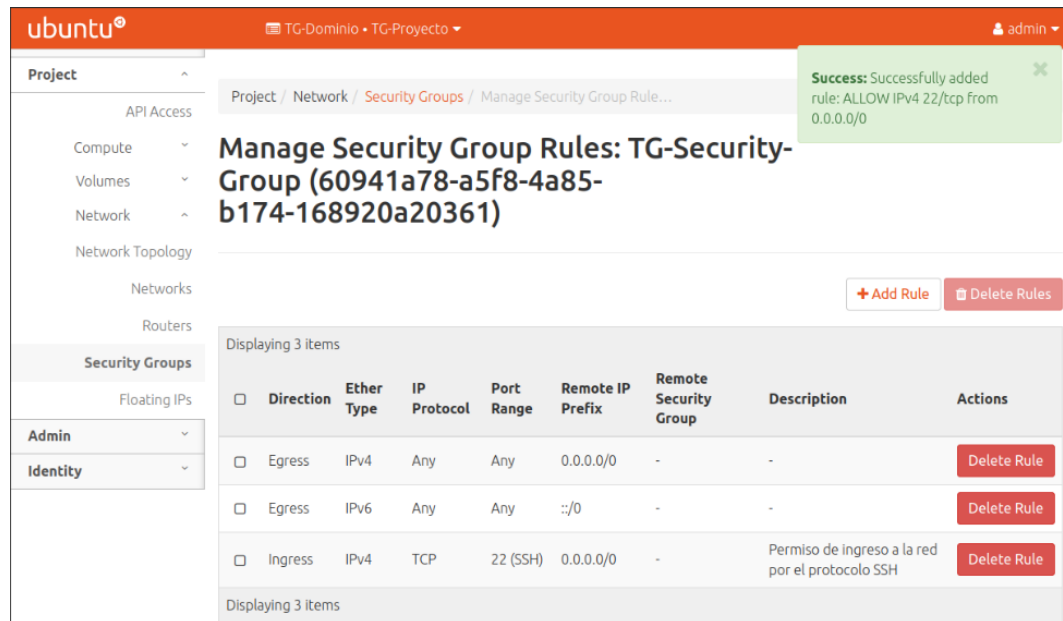 ubuntu
TG-Dominio • TG-Proyecto
admin
Success: Successfully added
rule: ALLOW IPv4 22/tcp from
0.0.0.0/0
Project
API Access
Compute
Volumes
Network
Network Topology
Networks
Routers
Security Groups
Floating IPs
Admin
Identity
Project / Network / Security Groups / Manage Security Group Rule...
Manage Security Group Rules: TG-Security-
Group (60941a78-a5f8-4a85-
b174-168920a20361)
+ Add Rule
Delete Rules
Displaying 3 items
Direction Ether Type IP Protocol Port Range Remote IP Prefix Remote Security Group Description Actions
Egress IPv4 Any Any 0.0.0.0/0 - - Delete Rule
Egress IPv6 Any Any ::/0 - - Delete Rule
Ingress IPv4 TCP 22 (SSH) 0.0.0.0/0 - Permiso de ingreso a la red por el protocolo SSH Delete Rule
Displaying 3 items